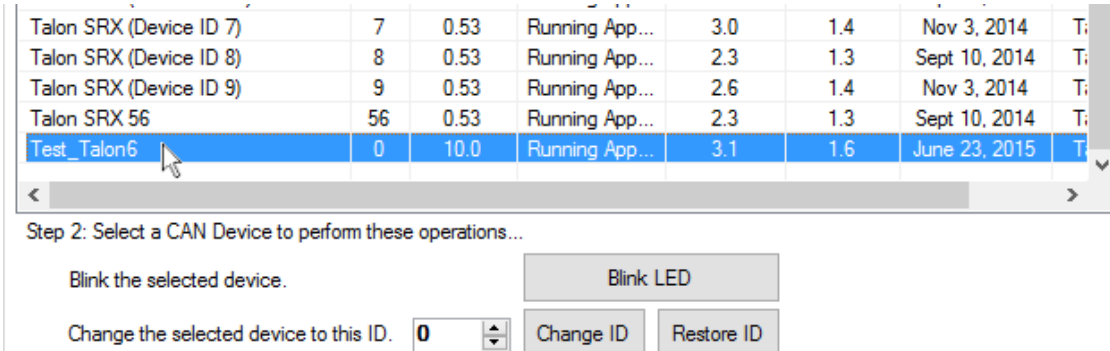 Talon SRX (Device ID 7) 7 0.53 Running App... 3.0 1.4 Nov 3, 2014
Talon SRX (Device ID 8) 8 0.53 Running App... 2.3 1.3 Sept 10, 2014
Talon SRX (Device ID 9) 9 0.53 Running App... 2.6 1.4 Nov 3, 2014
Talon SRX 56 56 0.53 Running App... 2.3 1.3 Sept 10, 2014
Test_Talon6 0 10.0 Running App... 3.1 1.6 June 23, 2015
Step 2: Select a CAN Device to perform these operations...
Blink the selected device. Blink LED
Change the selected device to this ID. 0 Change ID Restore ID